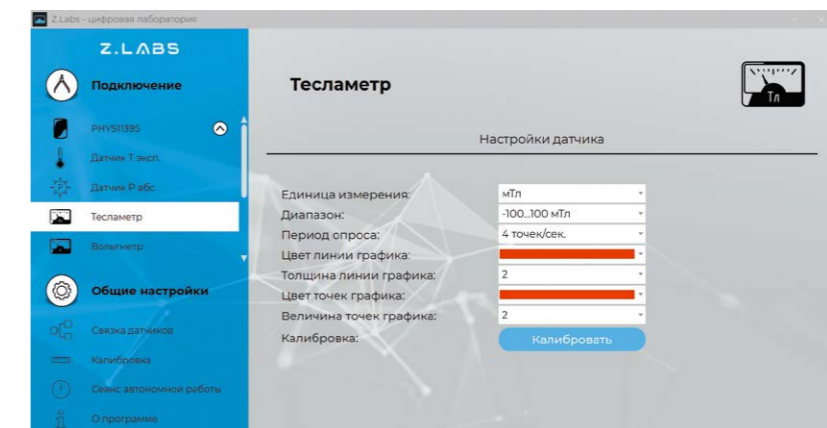 Z.Labs - цифровая лаборатория
Z.LABS
Подключение
PHYS11395
Датчик T эксп.
Датчик P абс.
Тесламетр
Вольтметр
Общие настройки
Связка датчиков
Калибровка
Сеанс автономной работы
О программе
Тесламетр
Тл
Настройки датчика
Единица измерения: мТл
Диапазон: -100..100 мТл
Период опроса: 4 точек/сек.
Цвет линии графика:
Толщина линии графика: 2
Цвет точек графика:
Величина точек графика: 2
Калибровка: Калибровать